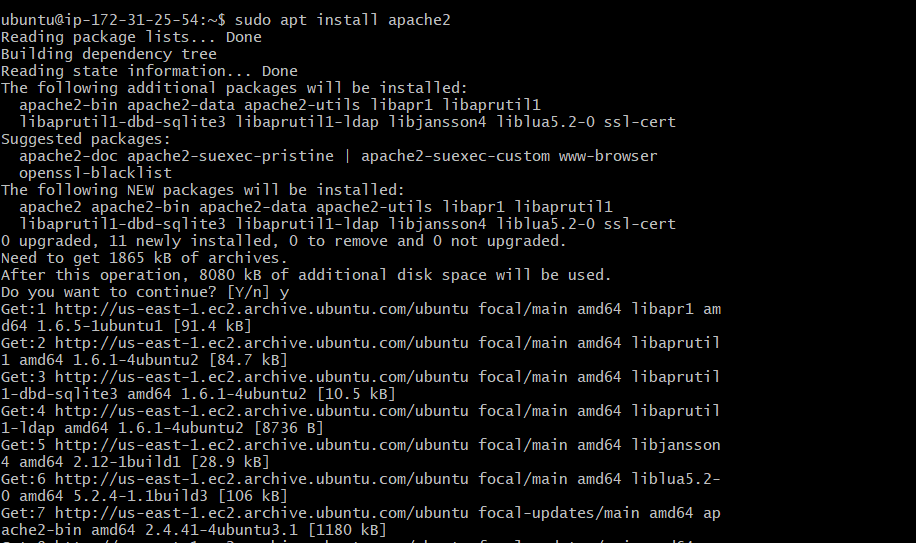 ubuntu@ip-172-31-25-54:~$ sudo apt install apache2
Reading package lists... Done
Building dependency tree
Reading state information... Done
The following additional packages will be installed:
  apache2-bin apache2-data apache2-utils libapr1 libaprutil1
  libaprutil1-dbd-sqlite3 libaprutil1-ldap libjansson4 liblua5.2-0 ssl-cert
Suggested packages:
  apache2-doc apache2-suexec-pristine | apache2-suexec-custom www-browser
  openssl-blacklist
The following NEW packages will be installed:
  apache2 apache2-bin apache2-data apache2-utils libapr1 libaprutil1
  libaprutil1-dbd-sqlite3 libaprutil1-ldap libjansson4 liblua5.2-0 ssl-cert
0 upgraded, 11 newly installed, 0 to remove and 0 not upgraded.
Need to get 1865 kB of archives.
After this operation, 8080 kB of additional disk space will be used.
Do you want to continue? [Y/n] y
Get:1 http://us-east-1.ec2.archive.ubuntu.com/ubuntu focal/main amd64 libapr1 am
d64 1.6.5-1ubuntu1 [91.4 kB]
Get:2 http://us-east-1.ec2.archive.ubuntu.com/ubuntu focal/main amd64 libaprutil
1 amd64 1.6.1-4ubuntu2 [84.7 kB]
Get:3 http://us-east-1.ec2.archive.ubuntu.com/ubuntu focal/main amd64 libaprutil
1-dbd-sqlite3 amd64 1.6.1-4ubuntu2 [10.5 kB]
Get:4 http://us-east-1.ec2.archive.ubuntu.com/ubuntu focal/main amd64 libaprutil
1-ldap amd64 1.6.1-4ubuntu2 [8736 B]
Get:5 http://us-east-1.ec2.archive.ubuntu.com/ubuntu focal/main amd64 libjansson
4 amd64 2.12-1build1 [28.9 kB]
Get:6 http://us-east-1.ec2.archive.ubuntu.com/ubuntu focal/main amd64 liblua5.2-
0 amd64 5.2.4-1.1build3 [106 kB]
Get:7 http://us-east-1.ec2.archive.ubuntu.com/ubuntu focal-updates/main amd64 ap
ache2-bin amd64 2.4.41-4ubuntu3.1 [1180 kB]